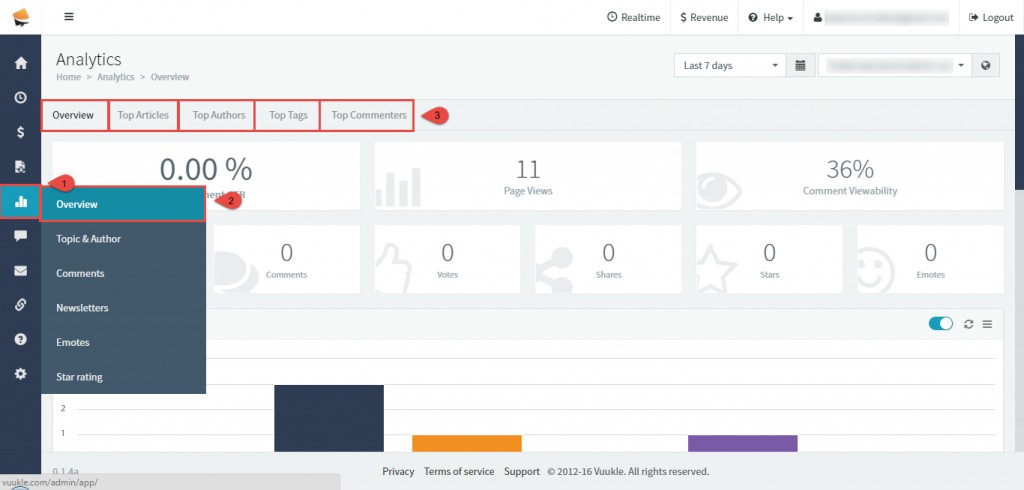 Realtime
$ Revenue
Help
Logout
Analytics
Home > Analytics > Overview
Last 7 days
Overview
Top Articles
Top Authors
Top Tags
Top Commenters
3
0.00 %
11
Page Views
36%
Comment Viewability
1
2
Overview
Topic & Author
Comments
Newsletters
Emotes
Star rating
0
Comments
0
Votes
0
Shares
0
Stars
0
Emotes
2
1
0.1.4a
Privacy Terms of service Support © 2012-16 Vuukle. All rights reserved.
vuukle.com/admin/app/